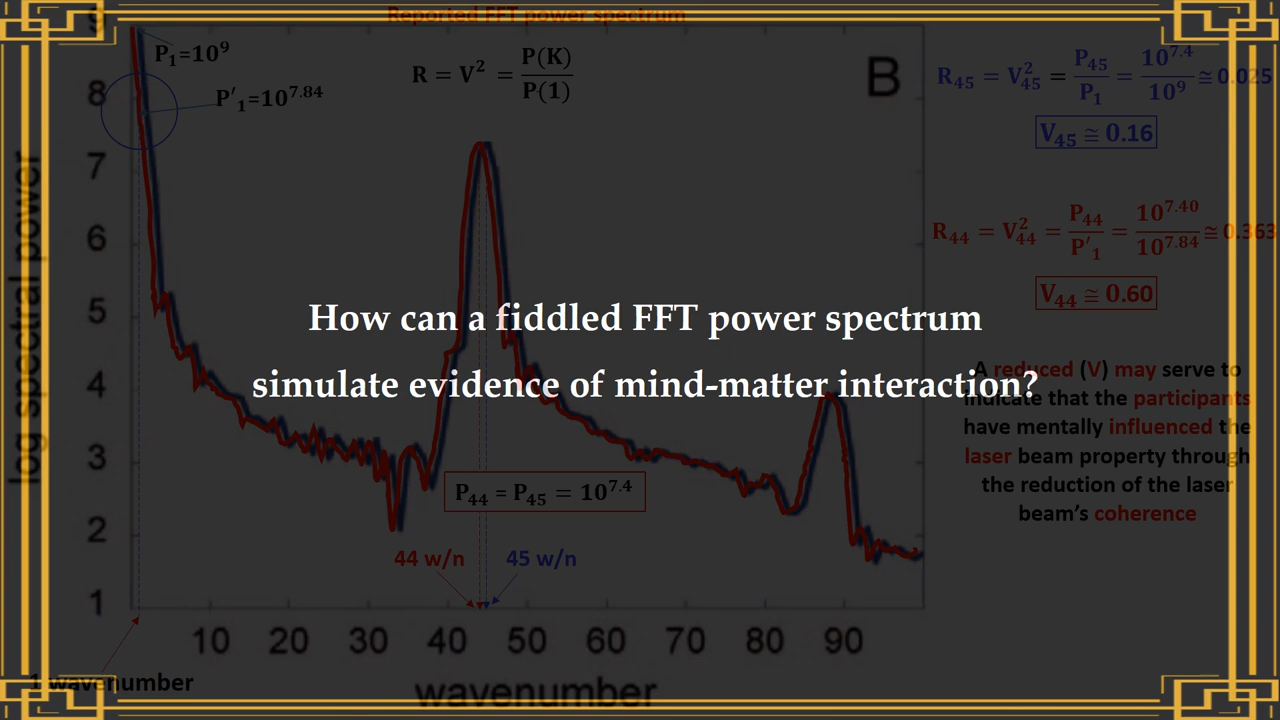 Reported FFT power spectrum
9
P₁=10⁹
P′₁=10^7.84
R = V² = P(K) / P(1)
B
R₄₅ = V²₄₅ = P₄₅ / P₁ = 10^7.4 / 10⁹ ≅ 0.025
V₄₅ ≅ 0.16
R₄₄ = V²₄₄ = P₄₄ / P′₁ = 10^7.40 / 10^7.84 ≅ 0.363
V₄₄ ≅ 0.60
How can a fiddled FFT power spectrum
simulate evidence of mind-matter interaction?
A reduced (V) may serve to
indicate that the participants
have mentally influenced the
laser beam property through
the reduction of the laser
beam's coherence
log spectral power
8
7
6
5
4
3
2
1
P₄₄ = P₄₅ = 10^7.4
44 w/n
45 w/n
10 20 30 40 50 60 70 80 90
1 wavenumber
wavenumber